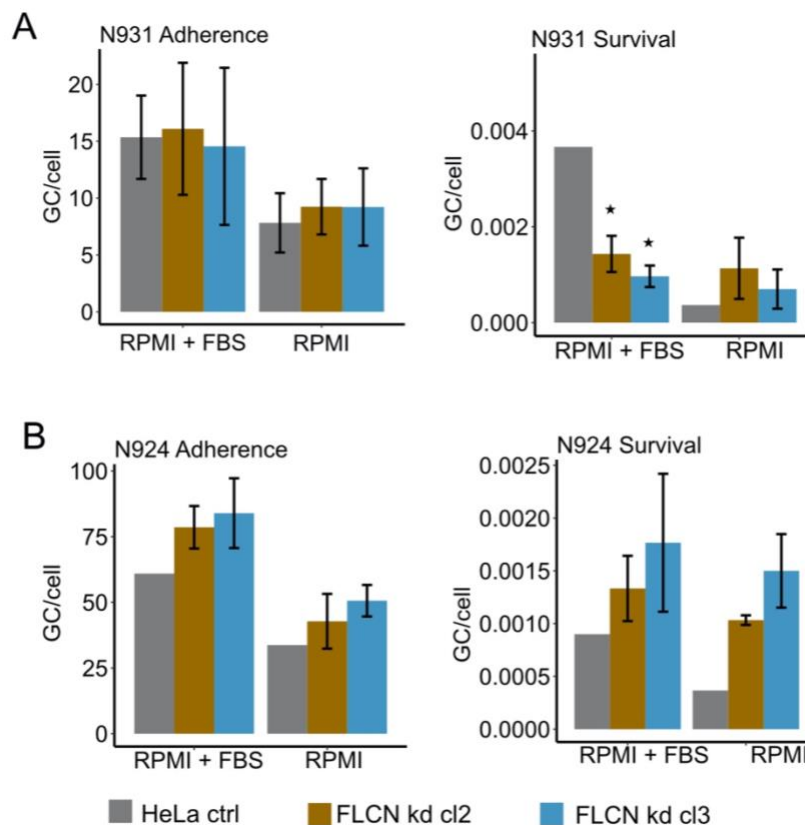 A
N931 Adherence
GC/cell
20
15
10
5
0
RPMI + FBS RPMI
N931 Survival
GC/cell
0.004
0.002
0.000
★ ★
RPMI + FBS RPMI
B
N924 Adherence
GC/cell
100
75
50
25
0
RPMI + FBS RPMI
N924 Survival
GC/cell
0.0025
0.0020
0.0015
0.0010
0.0005
0.0000
RPMI + FBS RPMI
HeLa ctrl FLCN kd cl2 FLCN kd cl3